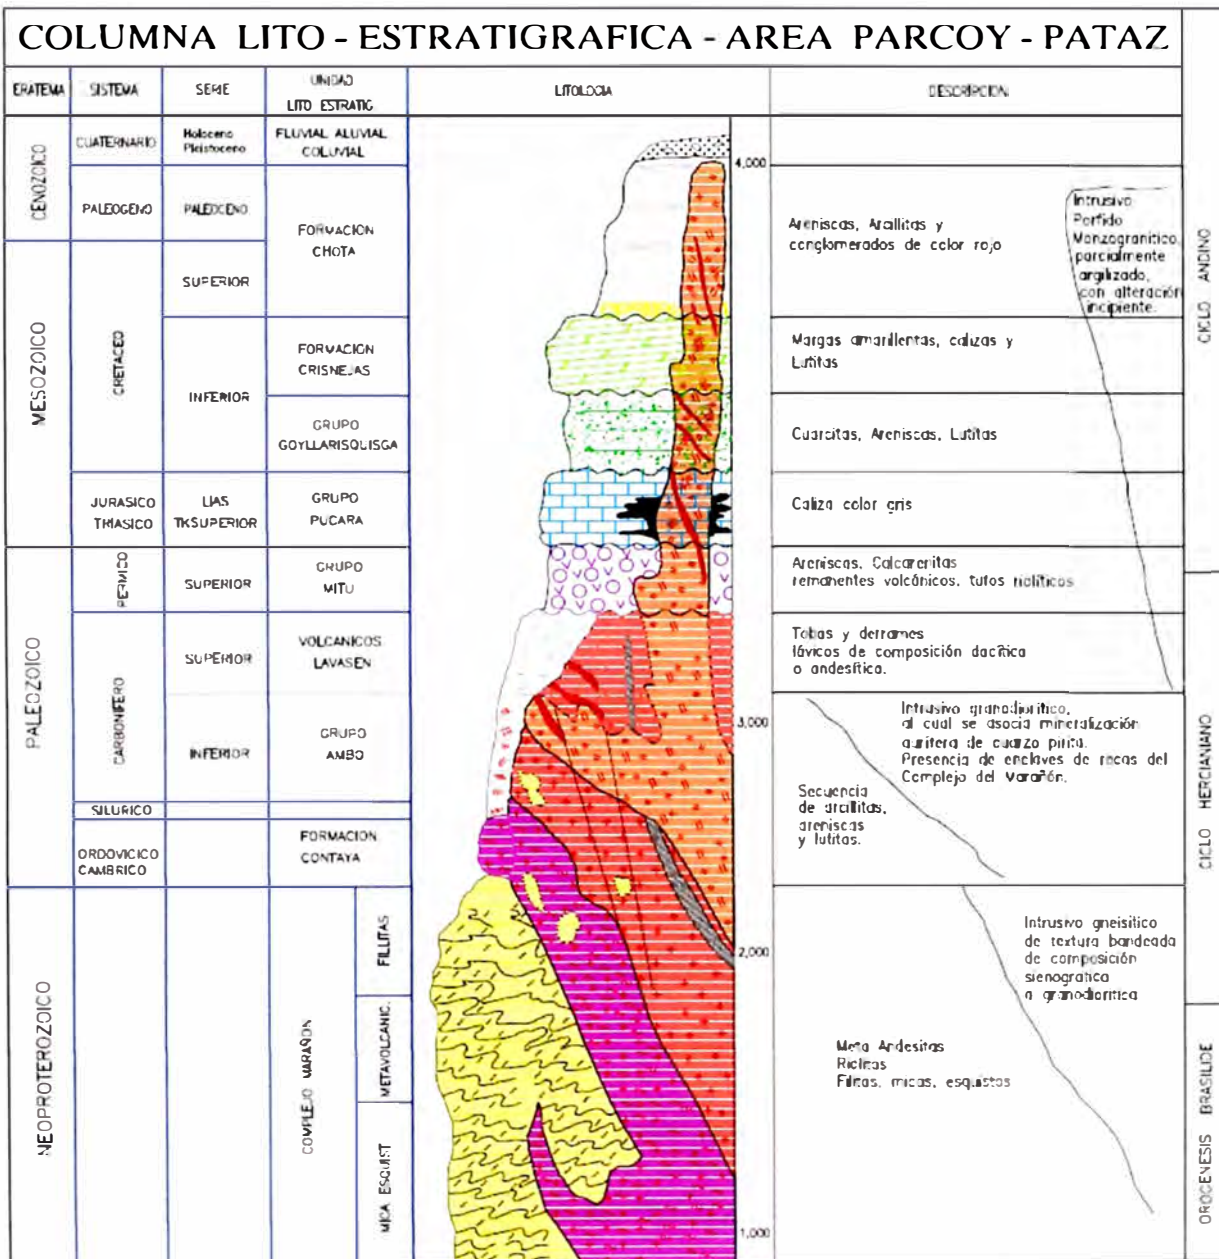 COLUMNA LITO - ESTRATIGRAFICA - AREA PARCOY - PATAZ
ERATEMA
SISTEMA
SERIE
UNIDAD
LITO ESTRATIG.
LITOLOGIA
DESCRIPCION
CENOZOICO
CUATERNARIO
Holoceno
Pleistoceno
FLUVIAL ALUVIAL
COLUVIAL
4,000
PALEOGENO
PALEOCENO
FORMACION
CHOTA
Areniscas, Arcillitas y
conglomerados de color rojo
Intrusivo
Porfido
Monzogranitico,
parcialmente
argilizado,
con alteración
incipiente.
CICLO ANDINO
MESOZOICO
CRETACEO
SUPERIOR
INFERIOR
FORMACION
CRISNEJAS
Margas amarillentas, calizas y
Lutitas
GRUPO
GOYLLARISQUISGA
Cuarcitas, Areniscas, Lutitas
JURASICO
TRIASICO
LIAS
TKSUPERIOR
GRUPO
PUCARA
Caliza color gris
PALEOZOICO
PERMICO
SUPERIOR
GRUPO
MITU
Areniscas, Calcarenitas
remanentes volcánicos, tufos riolíticos
CARBONIFERO
SUPERIOR
VOLCANICOS
LAVASEN
Tobas y derrames
lávicos de composición dacítica
o andesítica.
3,000
INFERIOR
GRUPO
AMBO
Intrusivo granodiorítico,
al cual se asocia mineralización
aurifera de cuarzo pirita.
Presencia de enclaves de rocas del
Complejo del Marañón.
Secuencia
de arcillitas,
areniscas
y lutitas.
CICLO HERCIANIANO
SILURICO
ORDOVICICO
CAMBRICO
FORMACION
CONTAYA
NEOPROTEROZOICO
COMPLEJO MARAÑON
FILLITAS
METAVOLCANIC.
MICA ESQUIST
2,000
1,000
Intrusivo gneisitico
de textura bandeada
de composición
sienogratica
a granodioritica
Meta Andesitas
Riolitas
Filitas, micas, esquistos
OROGENESIS BRASILIDE